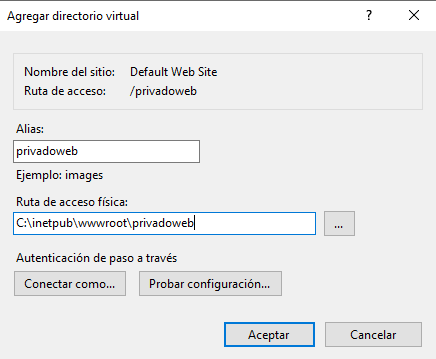 Agregar directorio virtual ? ×
Nombre del sitio: Default Web Site
Ruta de acceso: /privadoweb
Alias:
privadoweb
Ejemplo: images
Ruta de acceso física:
C:\inetpub\wwwroot\privadoweb
...
Autenticación de paso a través
Conectar como... Probar configuración...
Aceptar Cancelar